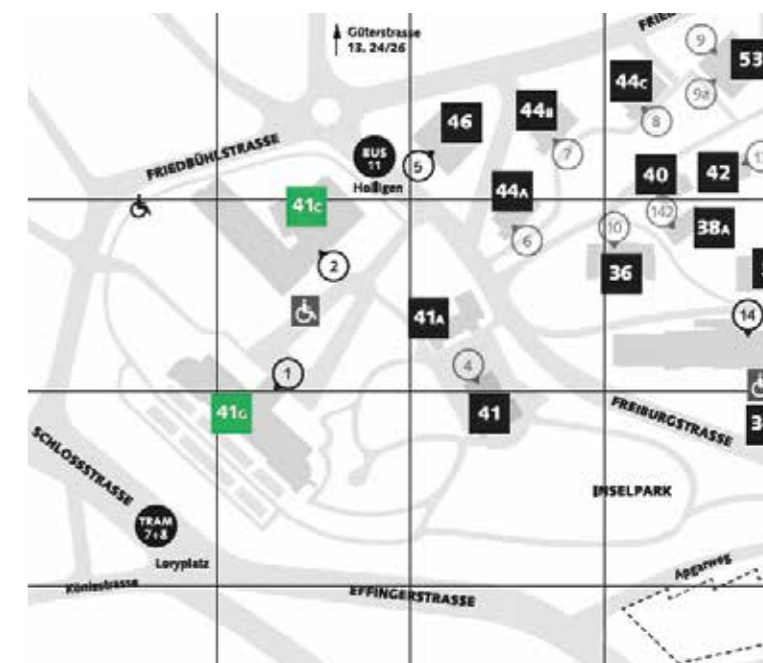 Güterstrasse
13. 24/26
9
53
44C
9a
44B
46
8
FRIEDBÜHLSTRASSE
BUS
11
5
7
Holligen
40
42
44A
41C
142
38A
10
6
2
36
41A
14
1
4
41G
41
FREIBURGSTRASSE
SCHLOSSSTRASSE
INSELPARK
TRAM
7+8
Loryplatz
Apgarweg
Könizstrasse
EFFINGERSTRASSE